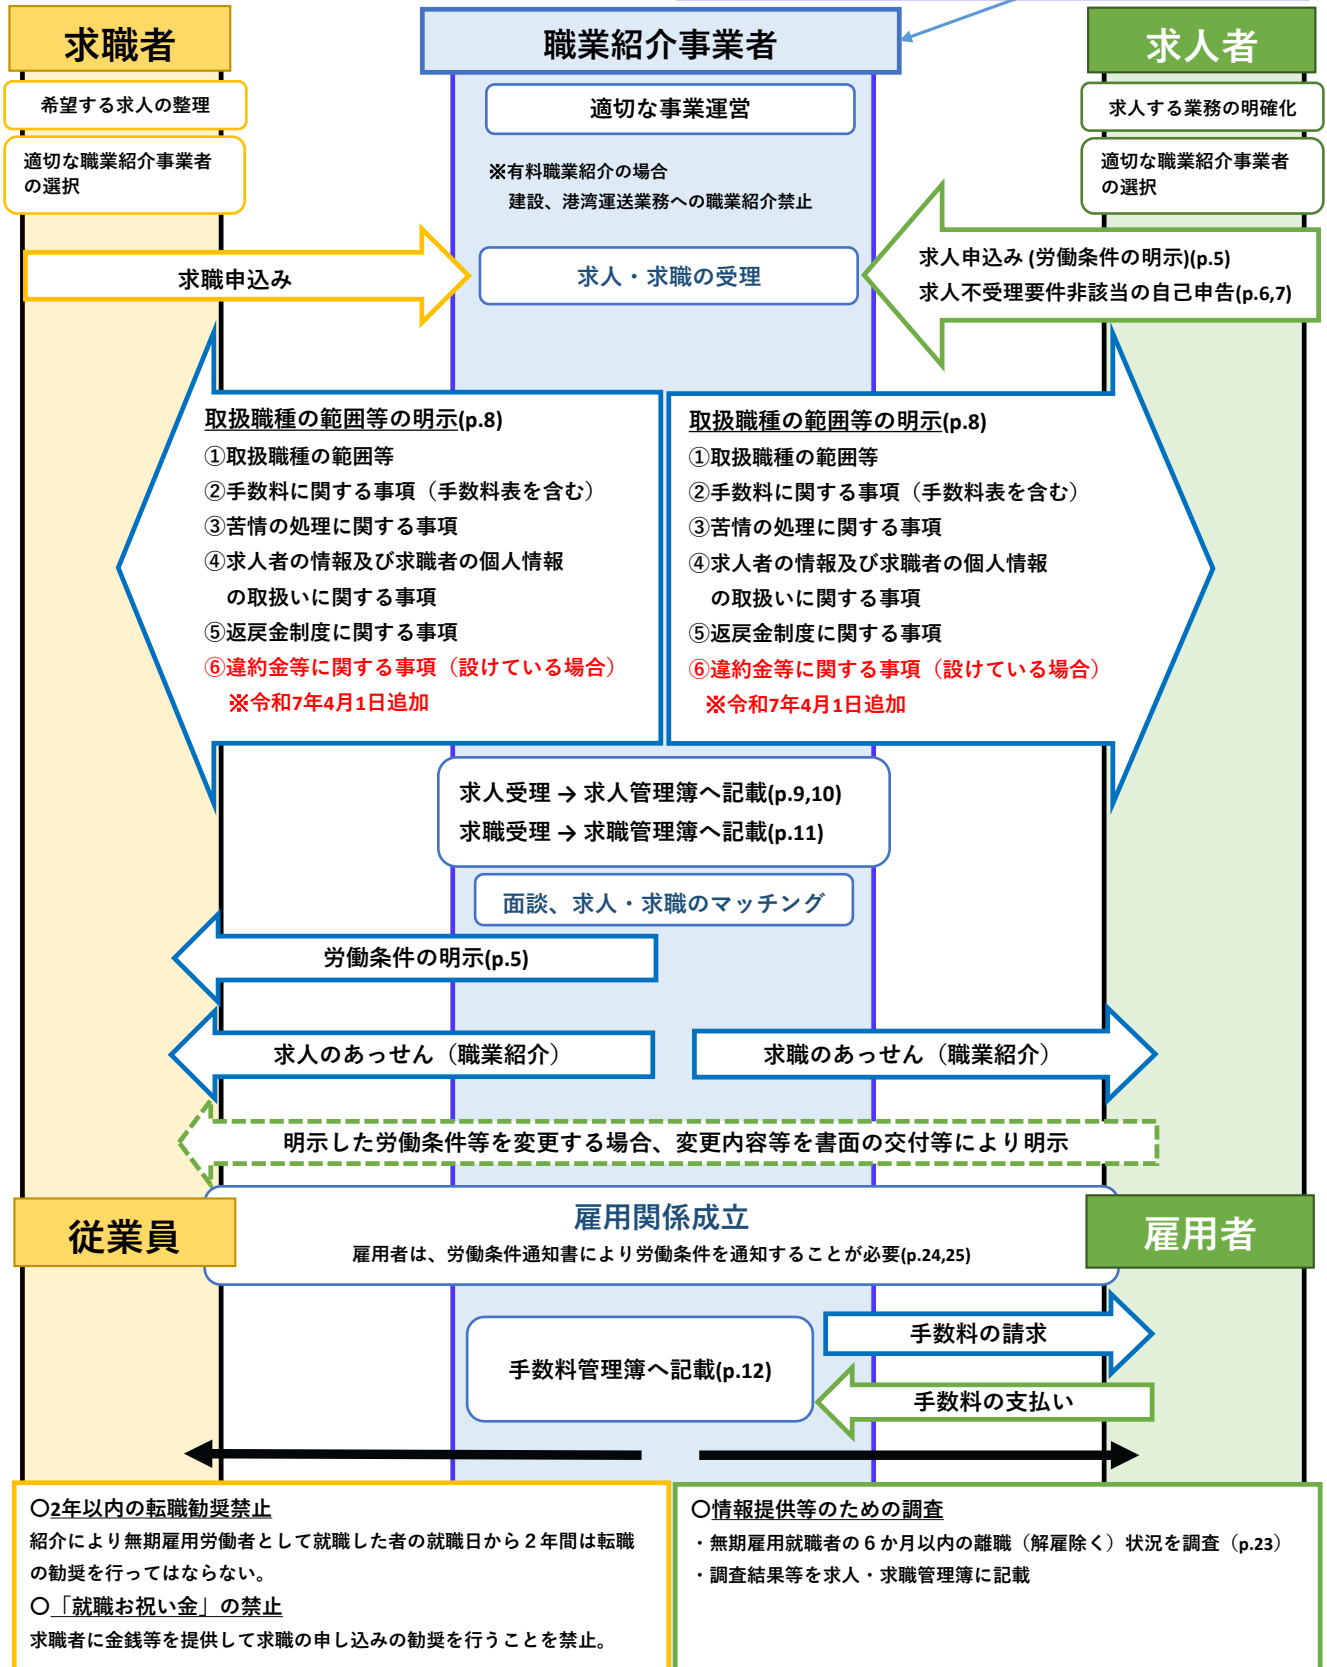 求職者
職業紹介事業者
求人者
希望する求人の整理
適切な職業紹介事業者
の選択
適切な事業運営
※有料職業紹介の場合
建設、港湾運送業務への職業紹介禁止
求人する業務の明確化
適切な職業紹介事業者
の選択
求職申込み
求人・求職の受理
求人申込み(労働条件の明示)(p.5)
求人不受理要件非該当の自己申告(p.6,7)
取扱職種の範囲等の明示(p.8)
①取扱職種の範囲等
②手数料に関する事項（手数料表を含む）
③苦情の処理に関する事項
④求人者の情報及び求職者の個人情報
の取扱いに関する事項
⑤返戻金制度に関する事項
⑥違約金等に関する事項（設けている場合）
※令和7年4月1日追加
取扱職種の範囲等の明示(p.8)
①取扱職種の範囲等
②手数料に関する事項（手数料表を含む）
③苦情の処理に関する事項
④求人者の情報及び求職者の個人情報
の取扱いに関する事項
⑤返戻金制度に関する事項
⑥違約金等に関する事項（設けている場合）
※令和7年4月1日追加
求人受理 → 求人管理簿へ記載(p.9,10)
求職受理 → 求職管理簿へ記載(p.11)
面談、求人・求職のマッチング
労働条件の明示(p.5)
求人のあっせん（職業紹介）
求職のあっせん（職業紹介）
明示した労働条件等を変更する場合、変更内容等を書面の交付等により明示
従業員
雇用関係成立
雇用者は、労働条件通知書により労働条件を通知することが必要(p.24,25)
雇用者
手数料の請求
手数料管理簿へ記載(p.12)
手数料の支払い
〇2年以内の転職勧奨禁止
紹介により無期雇用労働者として就職した者の就職日から２年間は転職
の勧奨を行ってはならない。
〇「就職お祝い金」の禁止
求職者に金銭等を提供して求職の申し込みの勧奨を行うことを禁止。
〇情報提供等のための調査
・無期雇用就職者の６か月以内の離職（解雇除く）状況を調査（p.23）
・調査結果等を求人・求職管理簿に記載